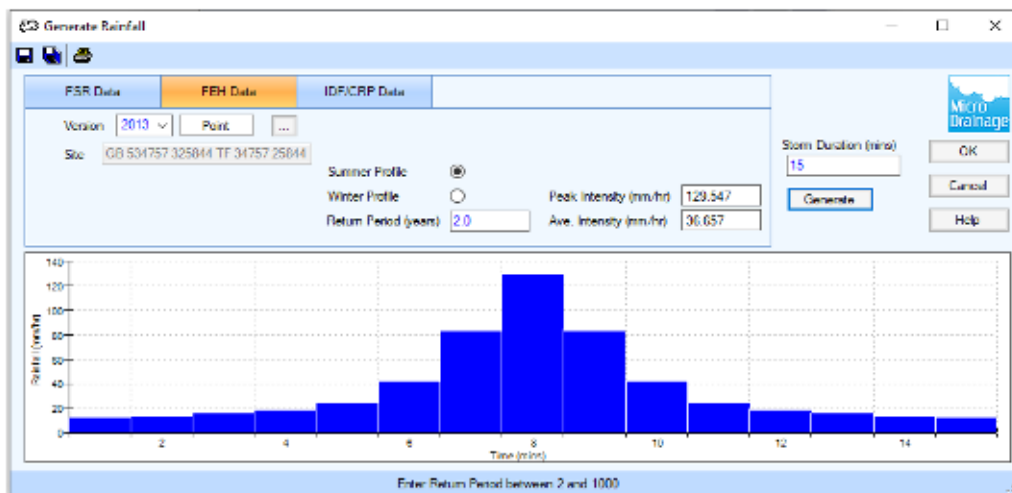 Generate Rainfall
FSR Data FEH Data IDF/CRP Data
Version 2013 Point ...
Site GB 534757 325844 TF 34757 25844
Summer Profile
Winter Profile
Return Period (years) 2.0
Peak Intensity (mm/hr) 129.547
Ave. Intensity (mm/hr) 36.657
Storm Duration (mins)
15
Generate
Micro
Drainage
OK
Cancel
Help
Rainfall (mm/hr)
140
120
100
80
60
40
20
0
2 4 6 8 10 12 14
Time (mins)
Enter Return Period between 2 and 1000